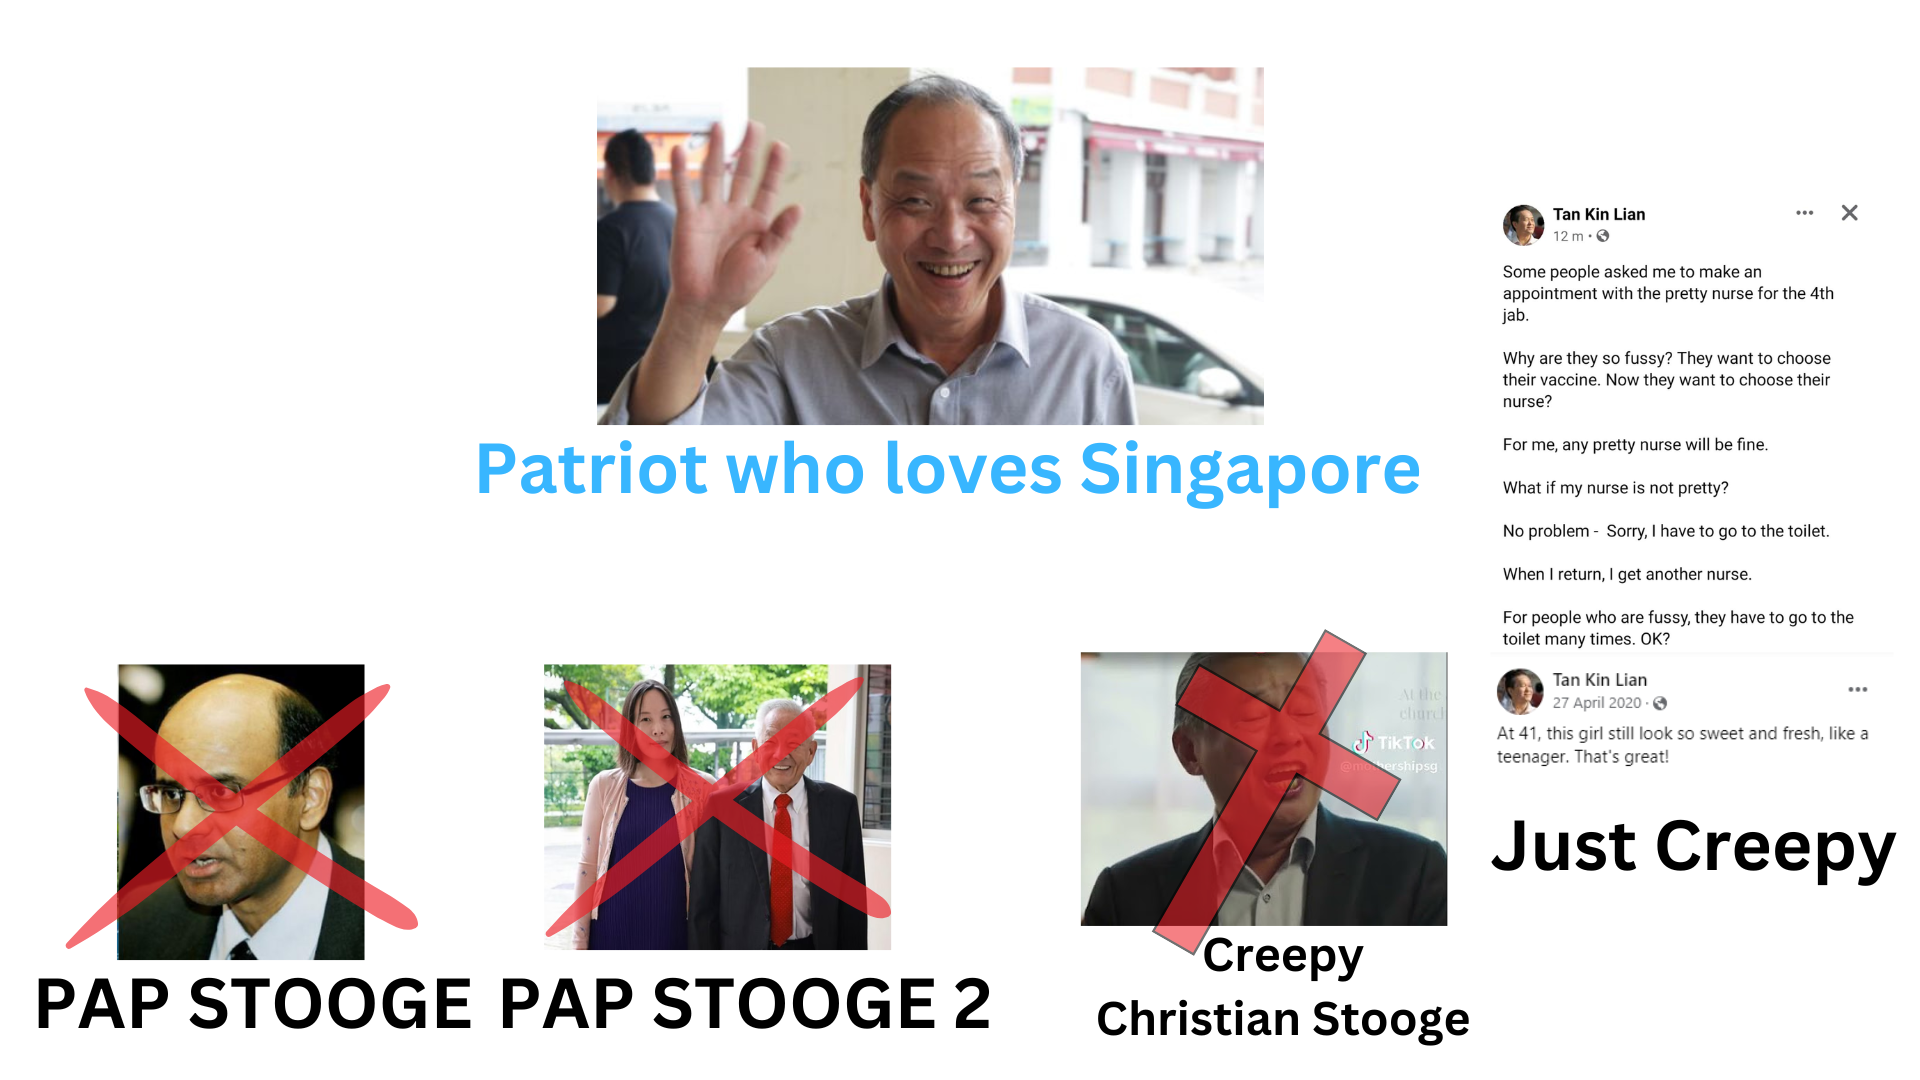 Patriot who loves Singapore
Tan Kin Lian
12 m
Some people asked me to make an
appointment with the pretty nurse for the 4th
jab.
Why are they so fussy? They want to choose
their vaccine. Now they want to choose their
nurse?
For me, any pretty nurse will be fine.
What if my nurse is not pretty?
No problem - Sorry, I have to go to the toilet.
When I return, I get another nurse.
For people who are fussy, they have to go to the
toilet many times. OK?
Tan Kin Lian
27 April 2020
At 41, this girl still look so sweet and fresh, like a
teenager. That's great!
Just Creepy
At the
church
TikTok
@mothershipsg
PAP STOOGE
PAP STOOGE 2
Creepy
Christian Stooge